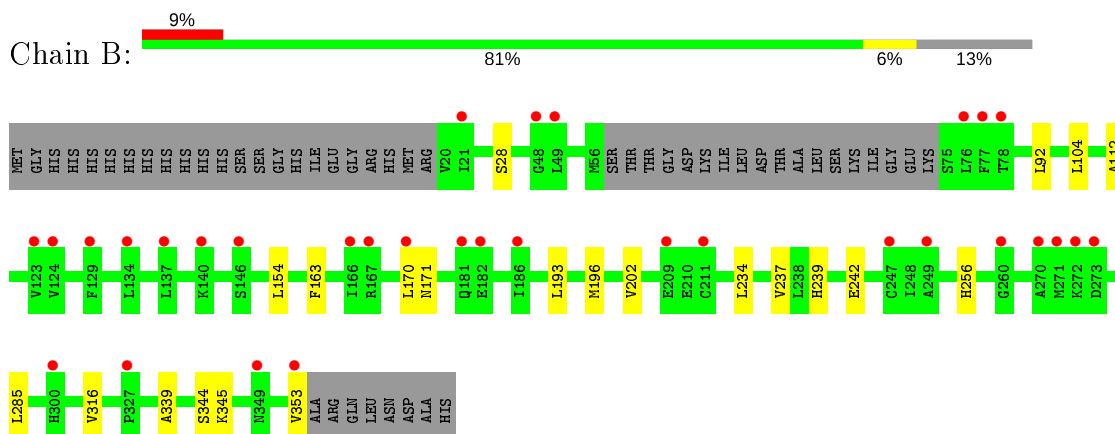 9%
Chain B:
81% 6% 13%
MET GLY HIS HIS HIS HIS HIS HIS HIS HIS HIS HIS SER SER GLY HIS ILE GLU GLY ARG HIS MET ARG V20 I21 S28 G48 L49 M56 SER THR THR GLY ASP LYS ILE LEU ASP THR ALA LEU SER LYS ILE GLY GLU LYS S75 L76 F77 T78 L92 L104 A112
V123 V124 F129 L134 L137 K140 S146 L154 F163 I166 R167 L170 N171 Q181 E182 I186 L193 M196 V202 E209 E210 C211 L234 V237 L238 H239 E242 C247 I248 A249 H256 G260 A270 M271 K272 D273
L285 H300 V316 P327 A339 S344 K345 N349 V353 ALA ARG GLN LEU ASN ASP ALA HIS